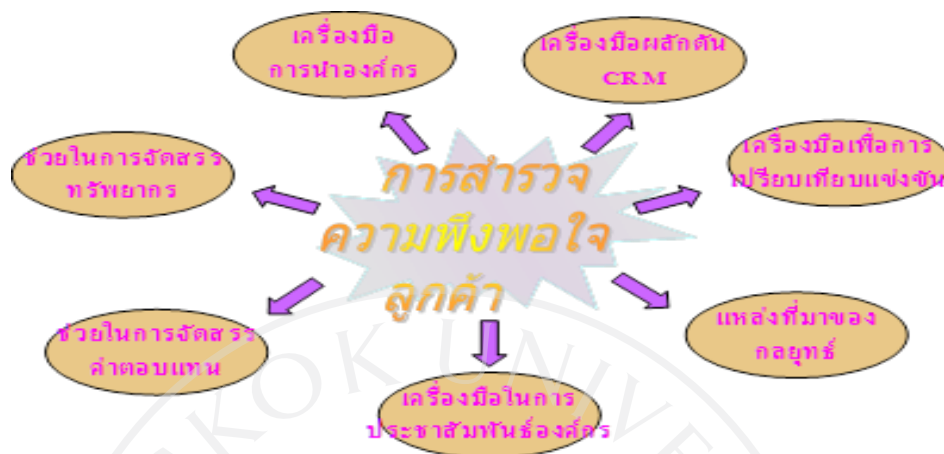 เครื่องมือ
การนำองค์กร
เครื่องมือผลักดัน
CRM
ช่วยในการจัดสรร
ทรัพยากร
เครื่องมือเพื่อการ
เปรียบเทียบแข่งขัน
การสำรวจ
ความพึงพอใจ
ลูกค้า
ช่วยในการจัดสรร
ค่าตอบแทน
แหล่งที่มาของ
กลยุทธ์
เครื่องมือในการ
ประชาสัมพันธ์องค์กร
KOK UNIVE